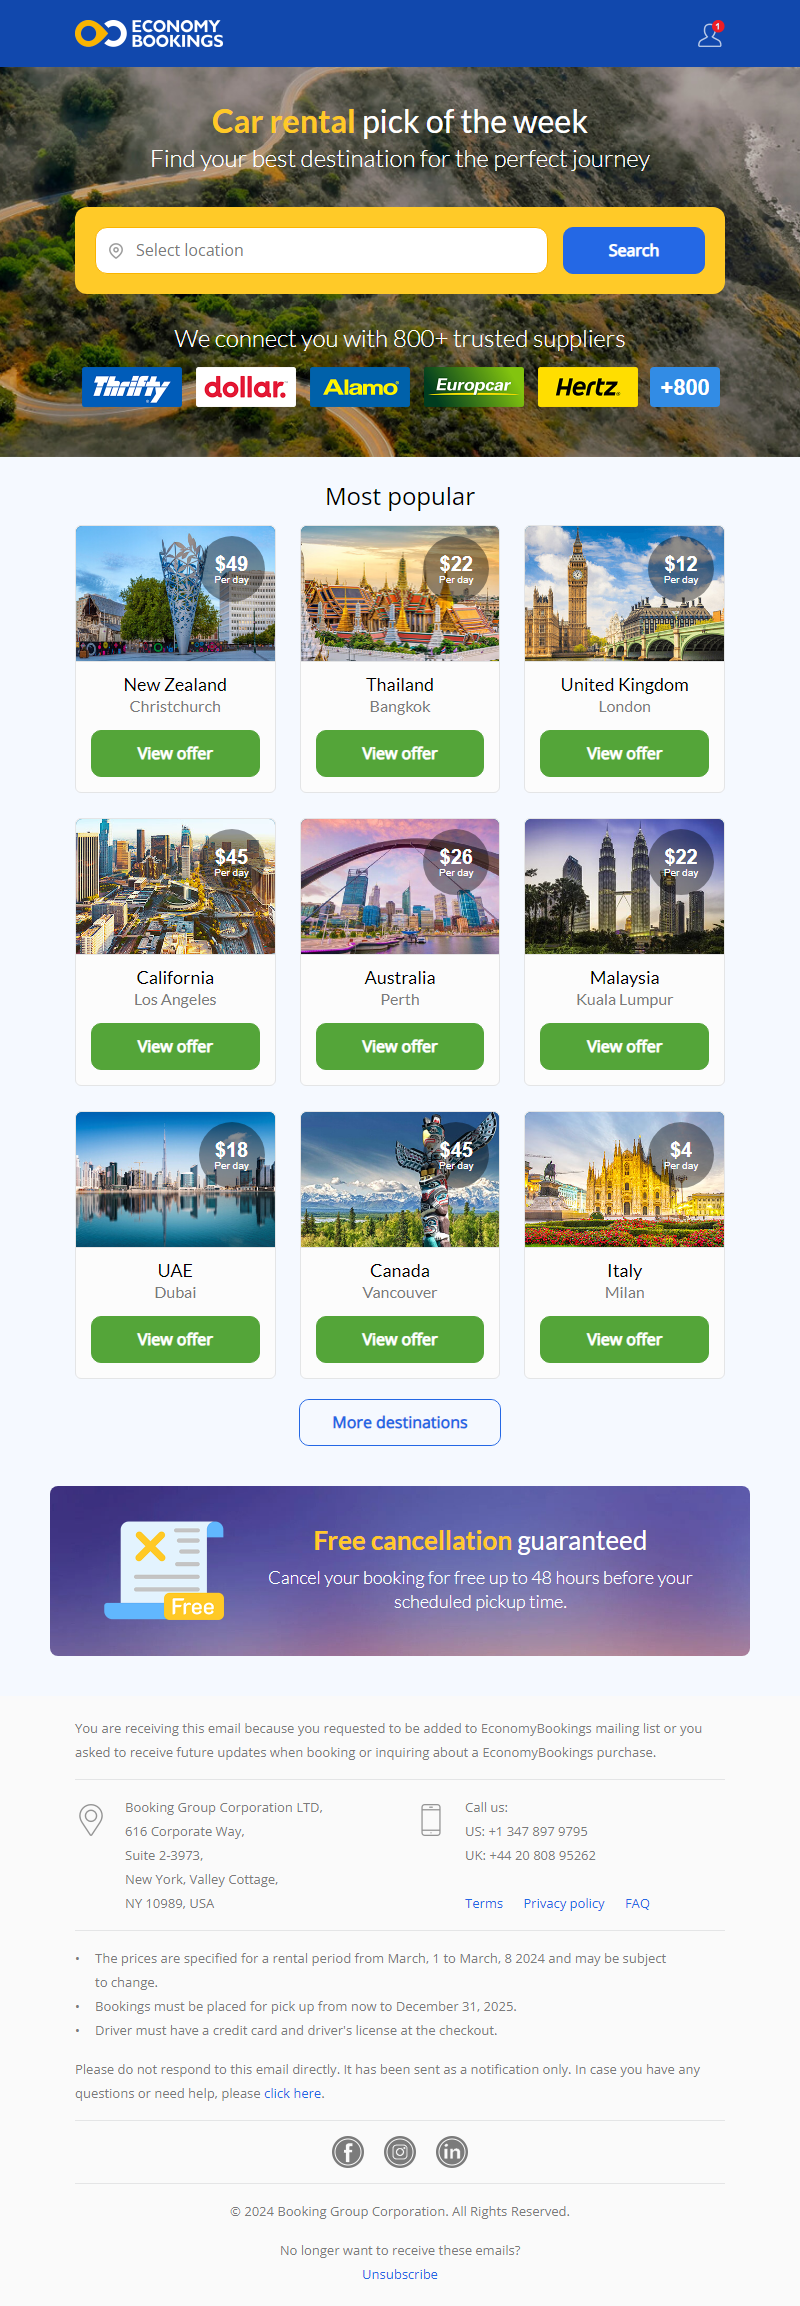 ECONOMY
BOOKINGS
1
Car rental pick of the week
Find your best destination for the perfect journey
Select location
Search
We connect you with 800+ trusted suppliers
Thrifty
dollar.
Alamo
Europcar
Hertz
+800
Most popular
$49
Per day
$22
Per day
$12
Per day
New Zealand
Thailand
United Kingdom
Christchurch
Bangkok
London
View offer
View offer
View offer
$45
Per day
$26
Per day
$22
Per day
California
Australia
Malaysia
Los Angeles
Perth
Kuala Lumpur
View offer
View offer
View offer
$18
Per day
$45
Per day
$4
Per day
UAE
Canada
Italy
Dubai
Vancouver
Milan
View offer
View offer
View offer
More destinations
Free
Free cancellation guaranteed
Cancel your booking for free up to 48 hours before your
scheduled pickup time.
You are receiving this email because you requested to be added to EconomyBookings mailing list or you
asked to receive future updates when booking or inquiring about a EconomyBookings purchase.
Booking Group Corporation LTD,
616 Corporate Way,
Suite 2-3973,
New York, Valley Cottage,
NY 10989, USA
Call us:
US: +1 347 897 9795
UK: +44 20 808 95262
Terms Privacy policy FAQ
• The prices are specified for a rental period from March, 1 to March, 8 2024 and may be subject
to change.
• Bookings must be placed for pick up from now to December 31, 2025.
• Driver must have a credit card and driver's license at the checkout.
Please do not respond to this email directly. It has been sent as a notification only. In case you have any
questions or need help, please click here.
f
in
© 2024 Booking Group Corporation. All Rights Reserved.
No longer want to receive these emails?
Unsubscribe